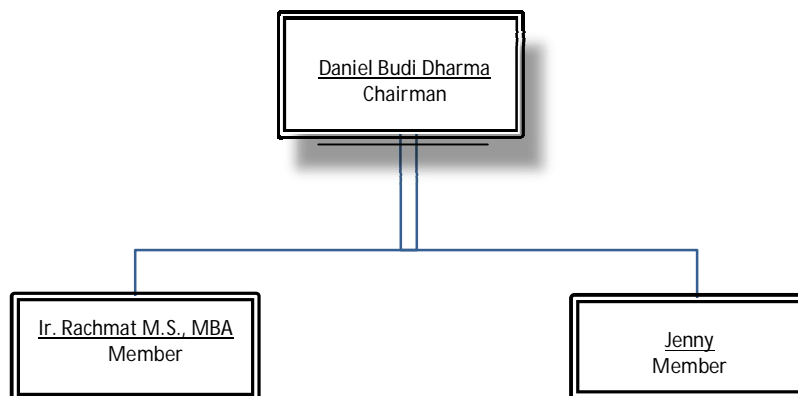 Daniel Budi Dharma
Chairman
Ir. Rachmat M.S., MBA
Member
Jenny
Member